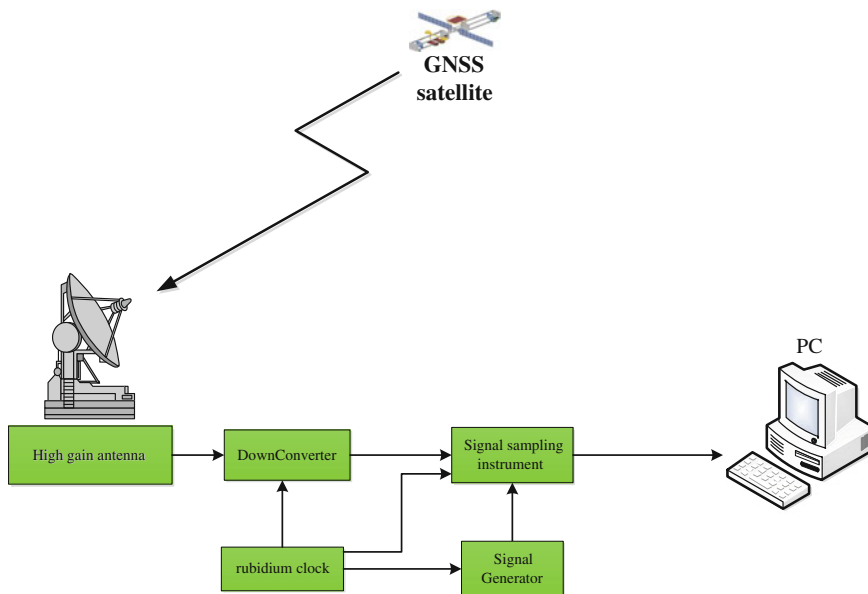 GNSS
satellite
PC
High gain antenna
DownConverter
Signal sampling
instrument
rubidium clock
Signal
Generator